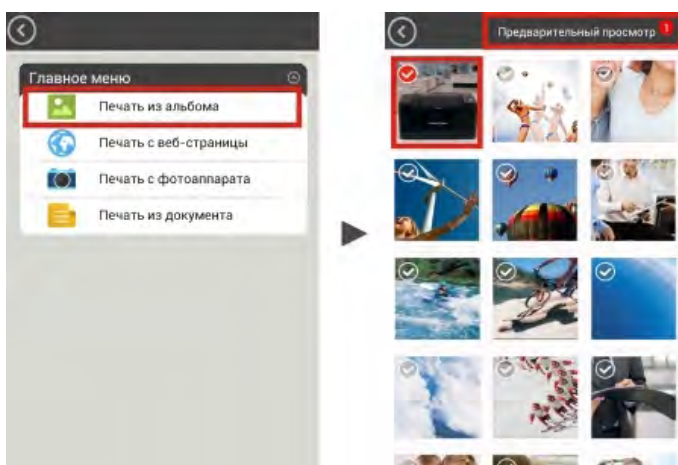 Главное меню
Печать из альбома
Печать с веб-страницы
Печать с фотоаппарата
Печать из документа
Предварительный просмотр 1